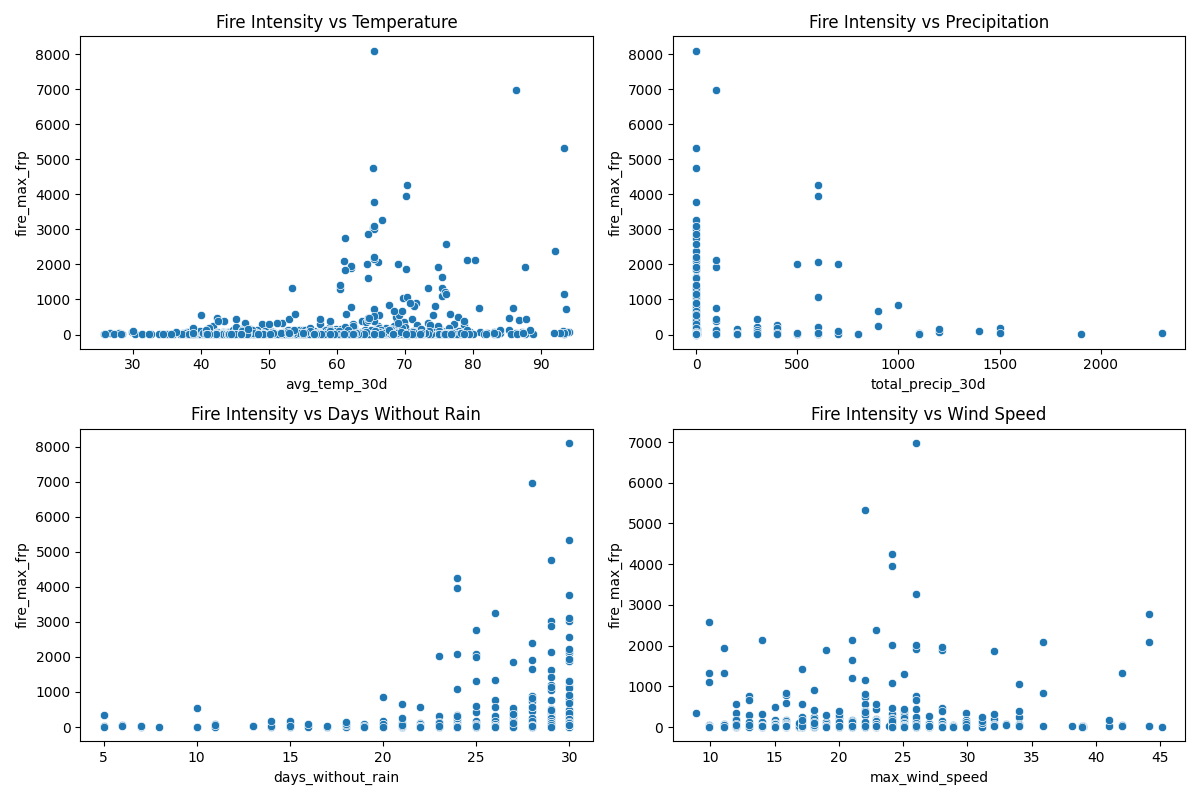 Fire Intensity vs Temperature
8000
7000
6000
5000
4000
3000
2000
1000
0
fire_max_frp
30 40 50 60 70 80 90
avg_temp_30d
Fire Intensity vs Precipitation
8000
7000
6000
5000
4000
3000
2000
1000
0
fire_max_frp
0 500 1000 1500 2000
total_precip_30d
Fire Intensity vs Days Without Rain
8000
7000
6000
5000
4000
3000
2000
1000
0
fire_max_frp
5 10 15 20 25 30
days_without_rain
Fire Intensity vs Wind Speed
7000
6000
5000
4000
3000
2000
1000
0
fire_max_frp
10 15 20 25 30 35 40 45
max_wind_speed